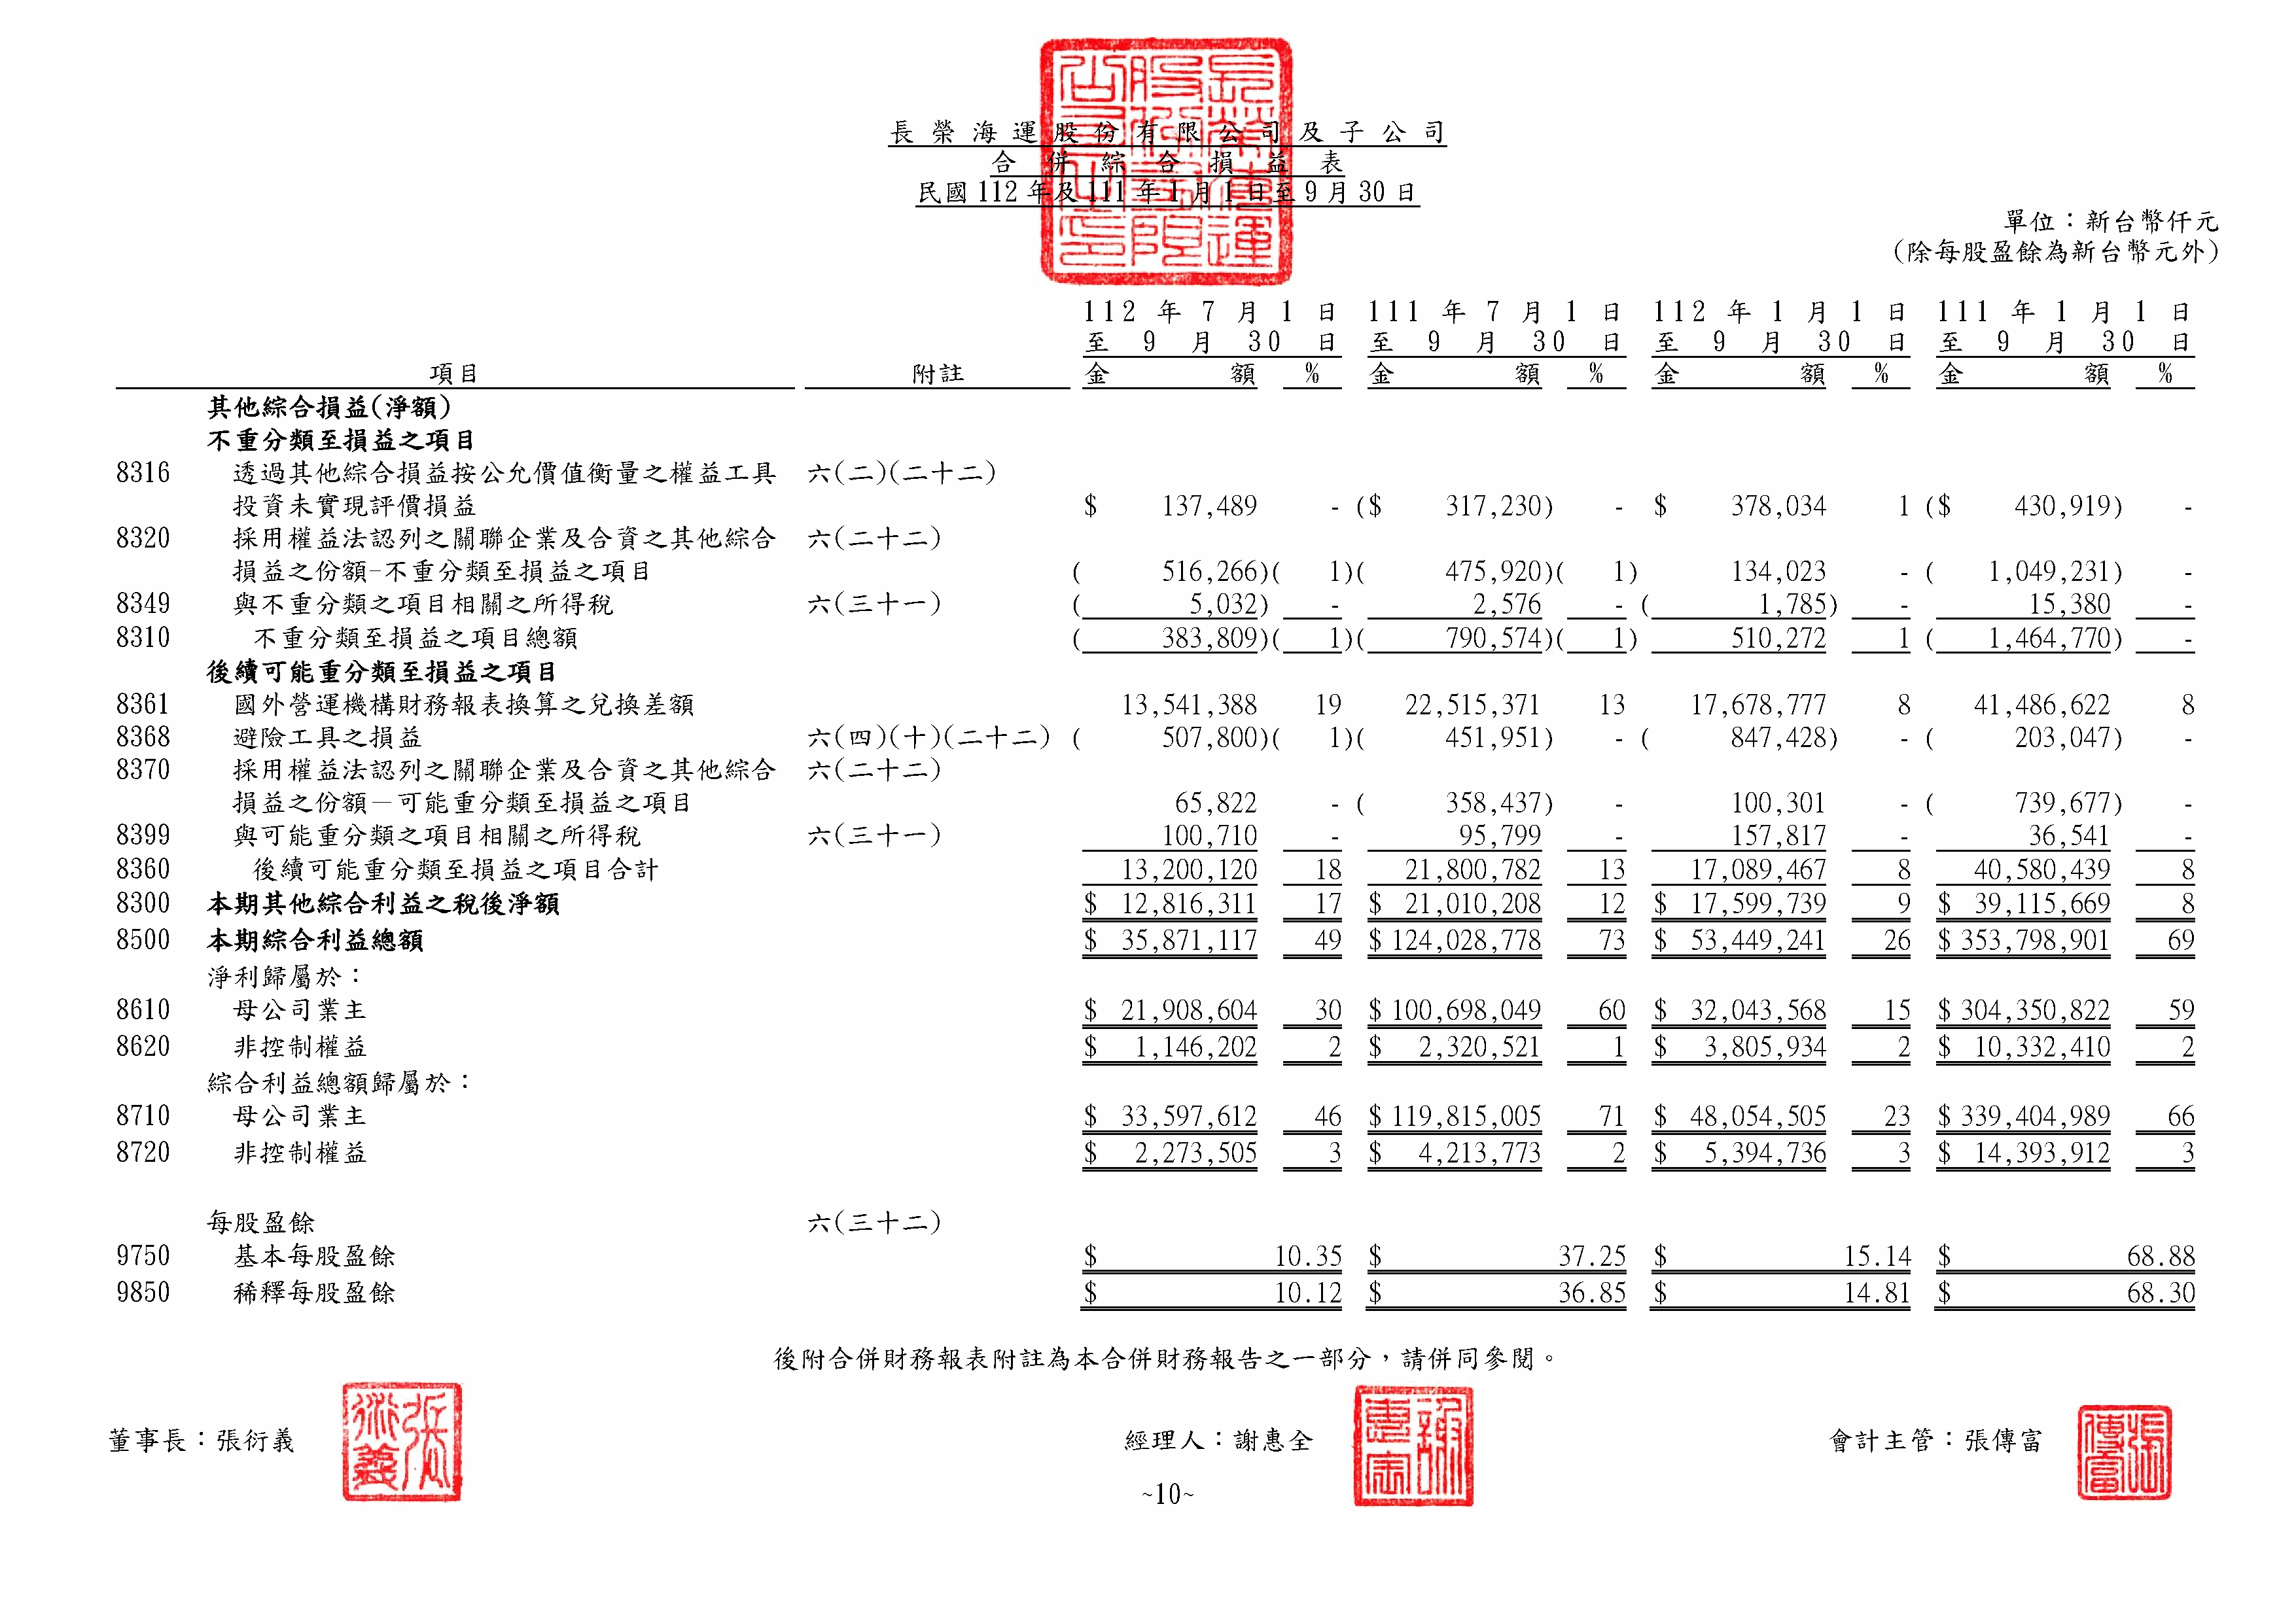 長榮海運股份有限公司及子公司
合併綜合損益表
民國 112 年及 111 年 1 月 1 日至 9 月 30 日
單位：新台幣仟元
(除每股盈餘為新台幣元外)
112 年 7 月 1 日 111 年 7 月 1 日 112 年 1 月 1 日 111 年 1 月 1 日
至 9 月 30 日 至 9 月 30 日 至 9 月 30 日 至 9 月 30 日
項目 附註 金額 % 金額 % 金額 % 金額 %
其他綜合損益(淨額)
不重分類至損益之項目
8316 透過其他綜合損益按公允價值衡量之權益工具 六(二)(二十二)
投資未實現評價損益 $ 137,489 - ($ 317,230) - $ 378,034 1 ($ 430,919) -
8320 採用權益法認列之關聯企業及合資之其他綜合 六(二十二)
損益之份額-不重分類至損益之項目 ( 516,266)( 1)( 475,920)( 1) 134,023 - ( 1,049,231) -
8349 與不重分類之項目相關之所得稅 六(三十一) ( 5,032) - 2,576 - ( 1,785) - 15,380 -
8310 不重分類至損益之項目總額 ( 383,809)( 1)( 790,574)( 1) 510,272 1 ( 1,464,770) -
後續可能重分類至損益之項目
8361 國外營運機構財務報表換算之兌換差額 13,541,388 19 22,515,371 13 17,678,777 8 41,486,622 8
8368 避險工具之損益 六(四)(十)(二十二) ( 507,800)( 1)( 451,951) - ( 847,428) - ( 203,047) -
8370 採用權益法認列之關聯企業及合資之其他綜合 六(二十二)
損益之份額－可能重分類至損益之項目 65,822 - ( 358,437) - 100,301 - ( 739,677) -
8399 與可能重分類之項目相關之所得稅 六(三十一) 100,710 - 95,799 - 157,817 - 36,541 -
8360 後續可能重分類至損益之項目合計 13,200,120 18 21,800,782 13 17,089,467 8 40,580,439 8
8300 本期其他綜合利益之稅後淨額 $ 12,816,311 17 $ 21,010,208 12 $ 17,599,739 9 $ 39,115,669 8
8500 本期綜合利益總額 $ 35,871,117 49 $ 124,028,778 73 $ 53,449,241 26 $ 353,798,901 69
淨利歸屬於：
8610 母公司業主 $ 21,908,604 30 $ 100,698,049 60 $ 32,043,568 15 $ 304,350,822 59
8620 非控制權益 $ 1,146,202 2 $ 2,320,521 1 $ 3,805,934 2 $ 10,332,410 2
綜合利益總額歸屬於：
8710 母公司業主 $ 33,597,612 46 $ 119,815,005 71 $ 48,054,505 23 $ 339,404,989 66
8720 非控制權益 $ 2,273,505 3 $ 4,213,773 2 $ 5,394,736 3 $ 14,393,912 3
每股盈餘 六(三十二)
9750 基本每股盈餘 $ 10.35 $ 37.25 $ 15.14 $ 68.88
9850 稀釋每股盈餘 $ 10.12 $ 36.85 $ 14.81 $ 68.30
後附合併財務報表附註為本合併財務報告之一部分，請併同參閱。
董事長：張衍義 張衍義 經理人：謝惠全 會計主管：張傳富 張傳富
~10~